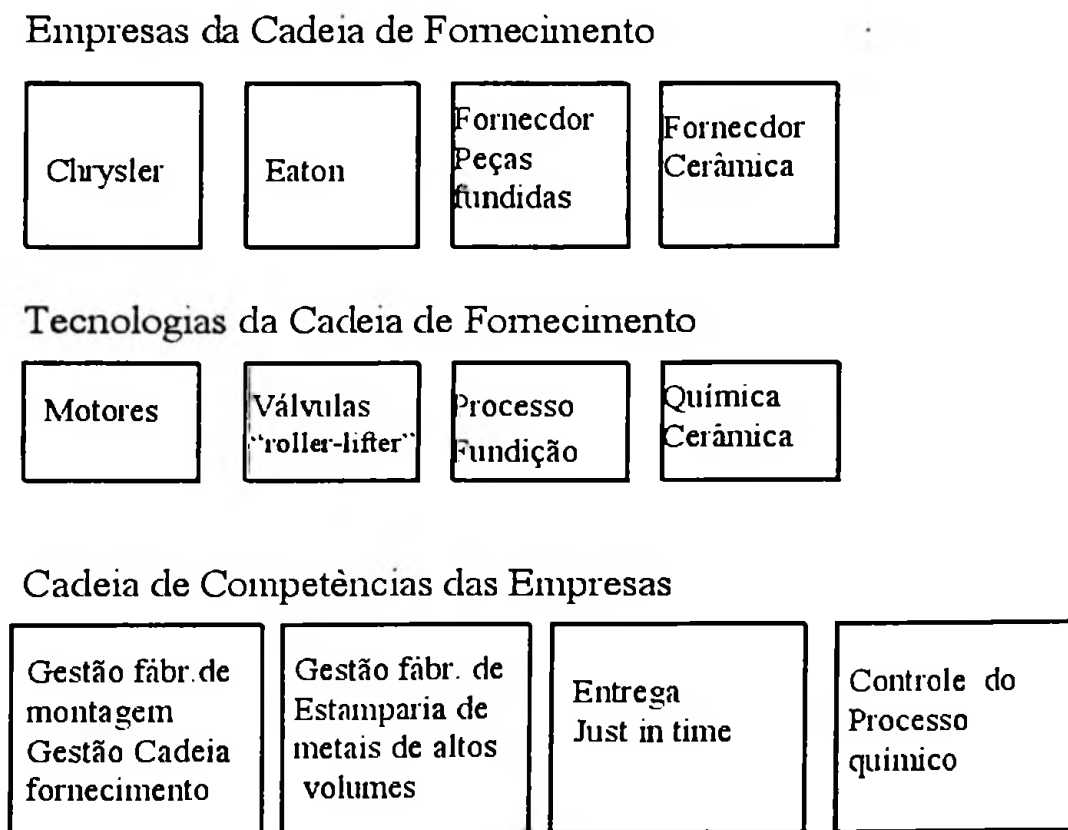 Empresas da Cadeia de Fornecimento
Chrysler
Eaton
Fornecdor
Peças
fundidas
Fornecdor
Cerâmica
Tecnologias da Cadeia de Fornecimento
Motores
Válvulas
“roller-lifter”
Processo
Fundição
Química
Cerâmica
Cadeia de Competèncias das Empresas
Gestão fábr.de
montagem
Gestão Cadeia
fornecimento
Gestão fábr. de
Estamparia de
metais de altos
volumes
Entrega
Just in time
Controle do
Processo
quimico